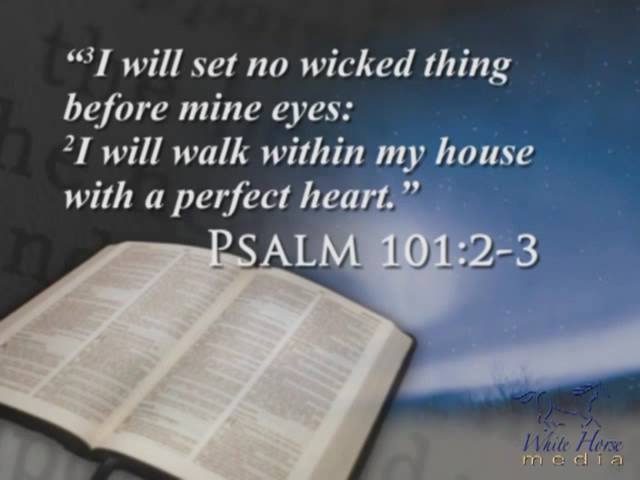 “³I will set no wicked thing
before mine eyes:
²I will walk within my house
with a perfect heart.”
PSALM 101:2-3
White Horse
media